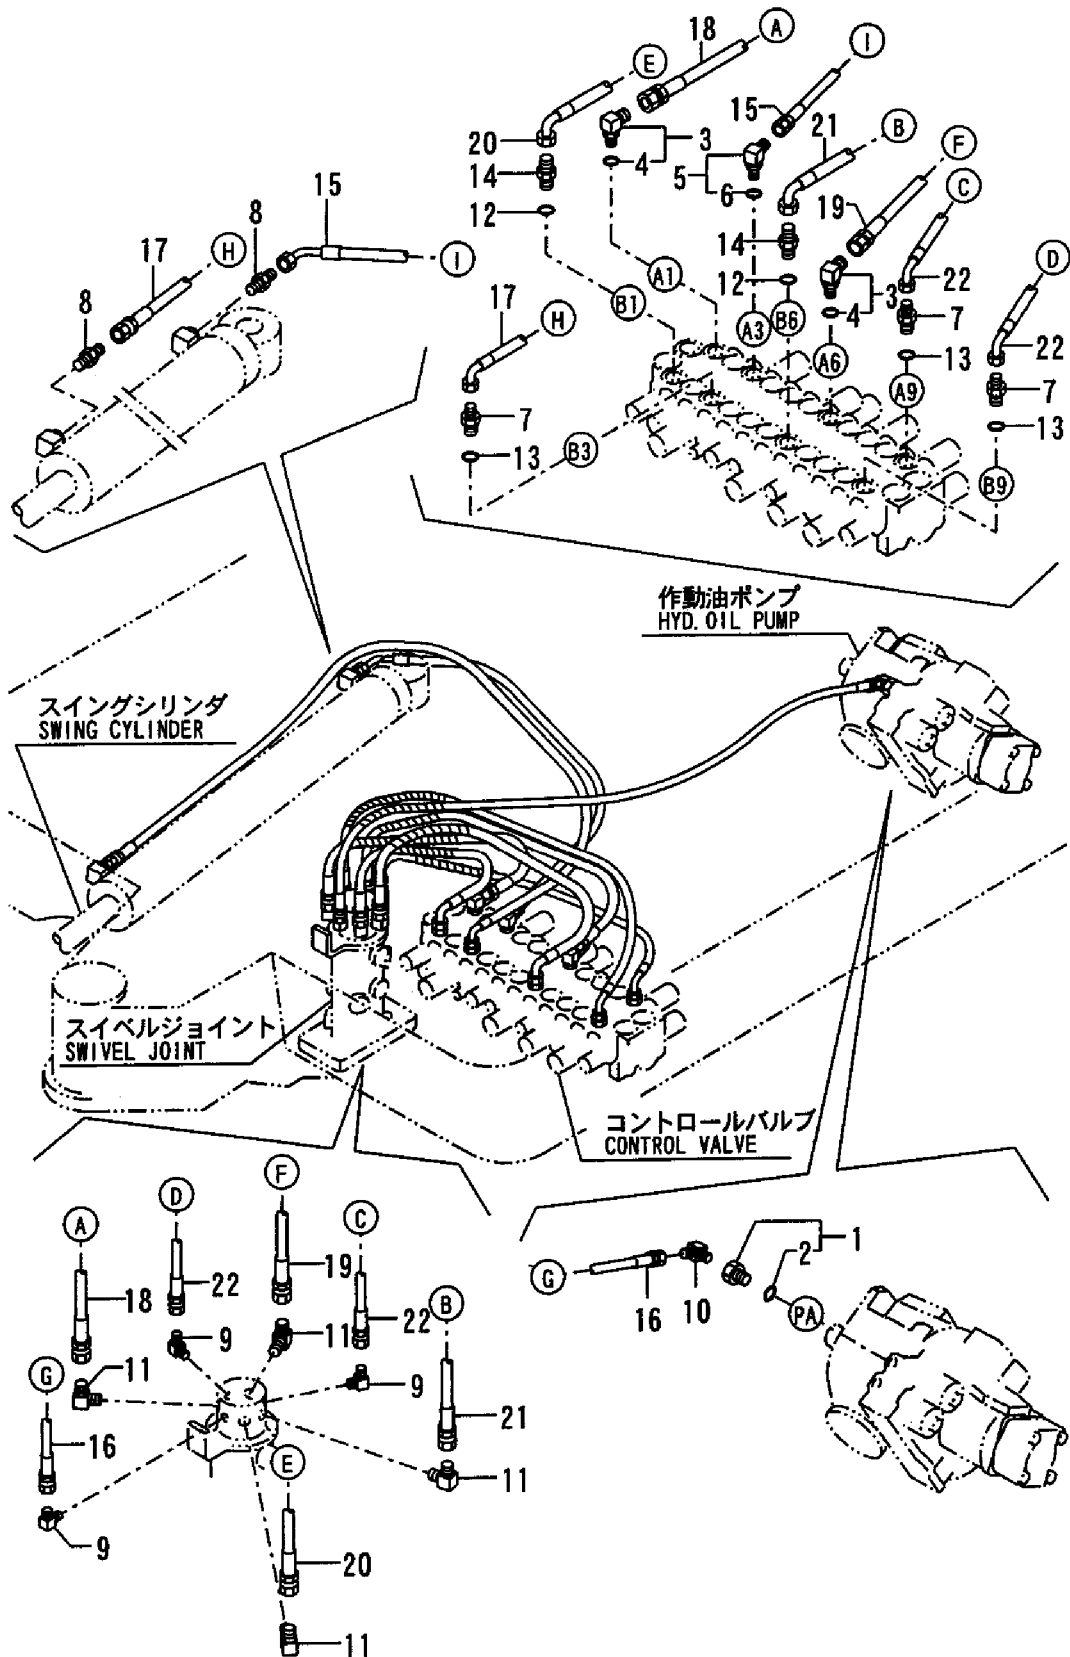 18 A
E I
15 21 B
20 3 F
14 4 5 C
12 6 19
15
8 14 22 D
17 H 12 3
I A1 4 7
8 B1 A3 B6 22
17 H A6 13
7 A9 7
13 B3 13
B9
作動油ポンプ
HYD. OIL PUMP
スイングシリンダ
SWING CYLINDER
スイベルジョイント
SWIVEL JOINT
コントロールバルブ
CONTROL VALVE
F
D
A C
19 1
22 2
18 G
22 B 16 10 PA
9 11
G 11 9
16 21
E 11
9
20
11